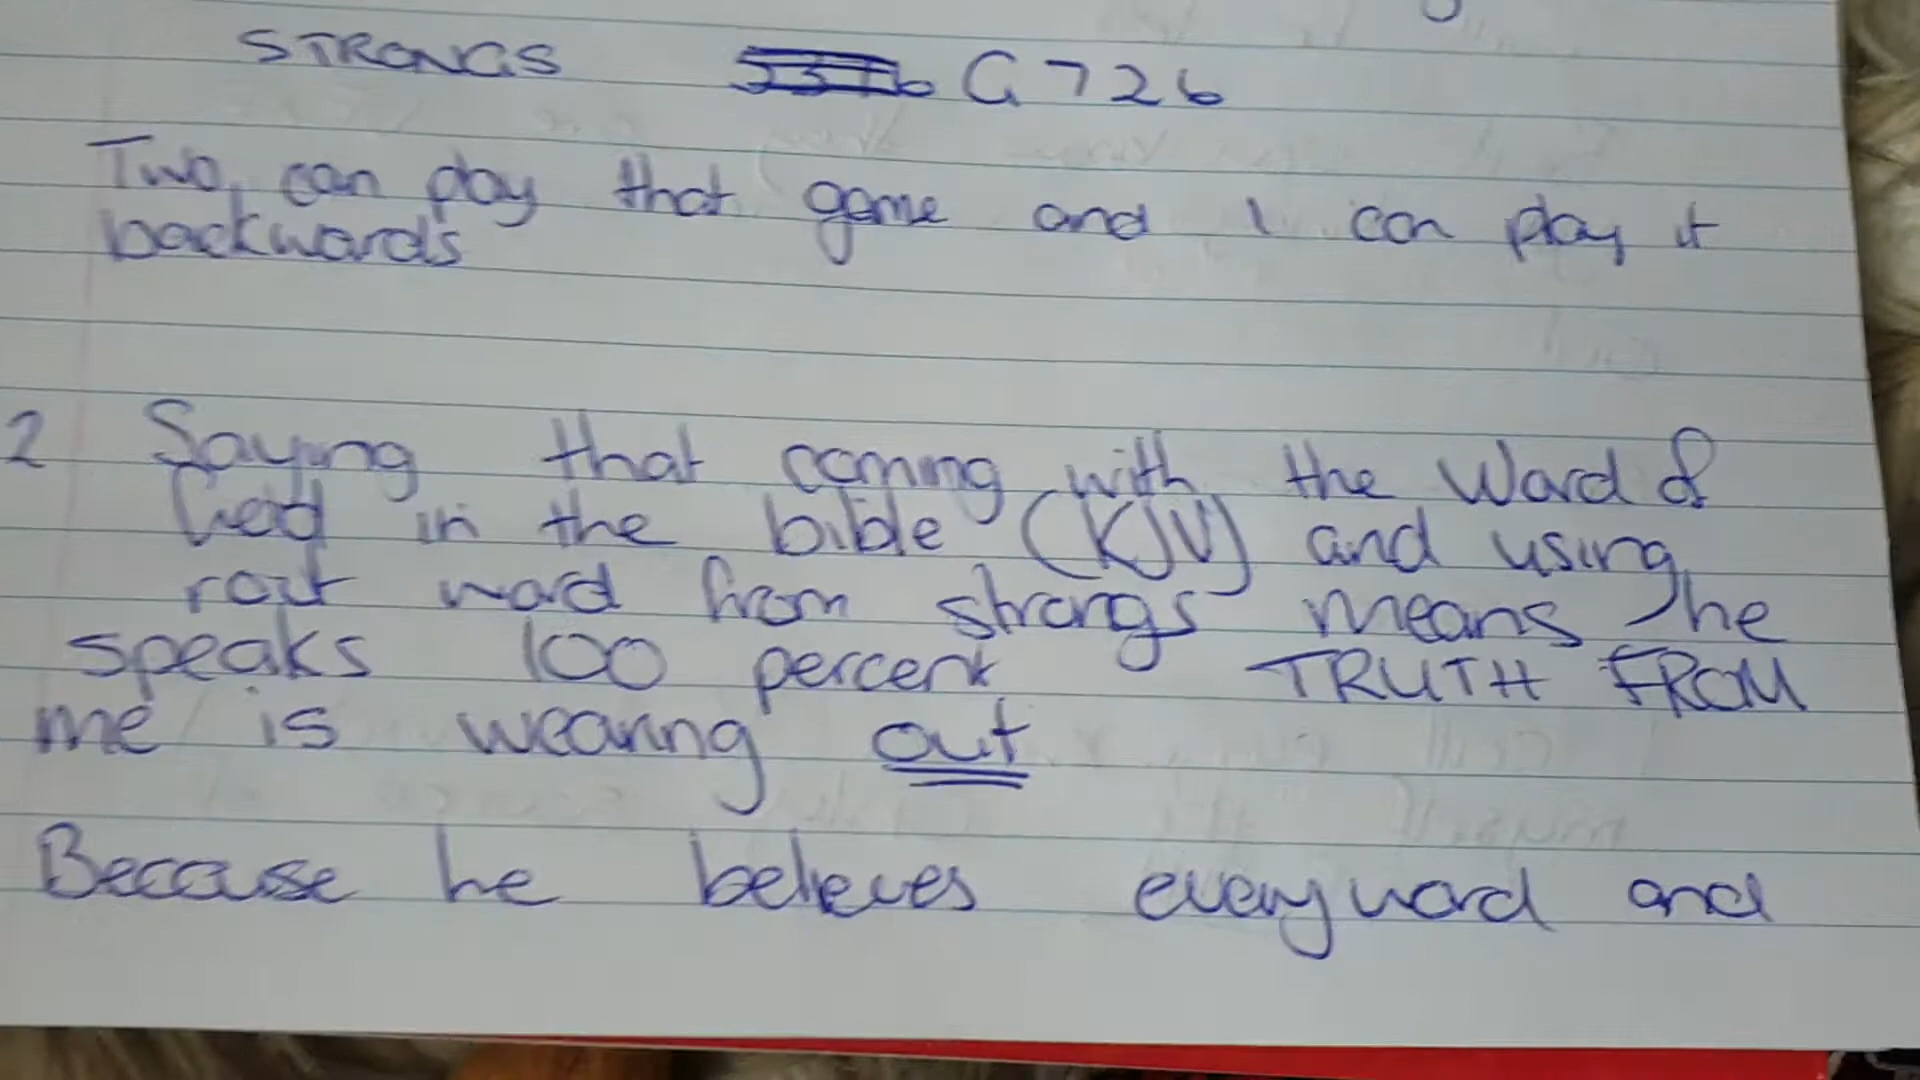 STRONGS G726
Two can play that game and I can play it
backwards
2 Saying that coming with the Word of
God in the bible (KJV) and using
root word from strongs means he
speaks 100 percent TRUTH FROM
me is wearing out
Because he believes every word and